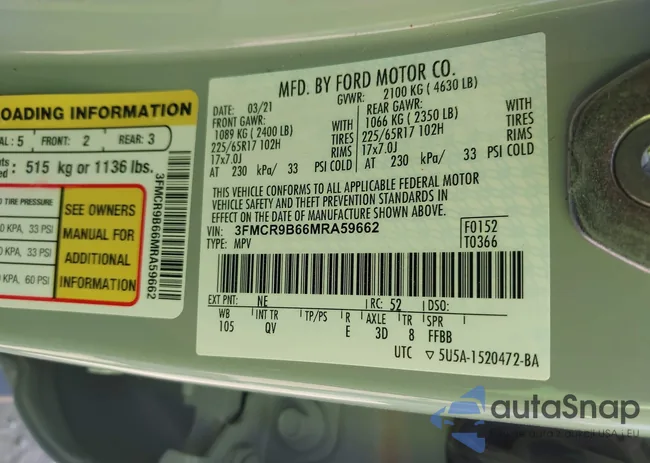 LOADING INFORMATION
AL: 5 FRONT: 2 REAR: 3
515 kg or 1136 lbs.
TIRE PRESSURE
KPA, 33 PSI
KPA, 33 PSI
KPA, 60 PSI
SEE OWNERS
MANUAL FOR
ADDITIONAL
INFORMATION
3FMCR9B66MRA59662
MFD. BY FORD MOTOR CO.
DATE: 03/21 GVWR: 2100 KG ( 4630 LB)
FRONT GAWR: REAR GAWR:
1089 KG ( 2400 LB) 1066 KG ( 2350 LB)
225/65R17 102H TIRES 225/65R17 102H TIRES
17x7.0J RIMS 17x7.0J RIMS
AT 230 kPa/ 33 PSI COLD AT 230 kPa/ 33 PSI COLD
THIS VEHICLE CONFORMS TO ALL APPLICABLE FEDERAL MOTOR
VEHICLE SAFETY AND THEFT PREVENTION STANDARDS IN
EFFECT ON THE DATE OF MANUFACTURE SHOWN ABOVE.
VIN: 3FMCR9B66MRA59662 F0152
TYPE: MPV T0366
EXT PNT: NE RC: 52 DSO:
WB INT TR TP/PS R AXLE TR SPR
105 QV E 3D 8 FFBB
UTC ▽ 5U5A-1520472-BA
autoSnap